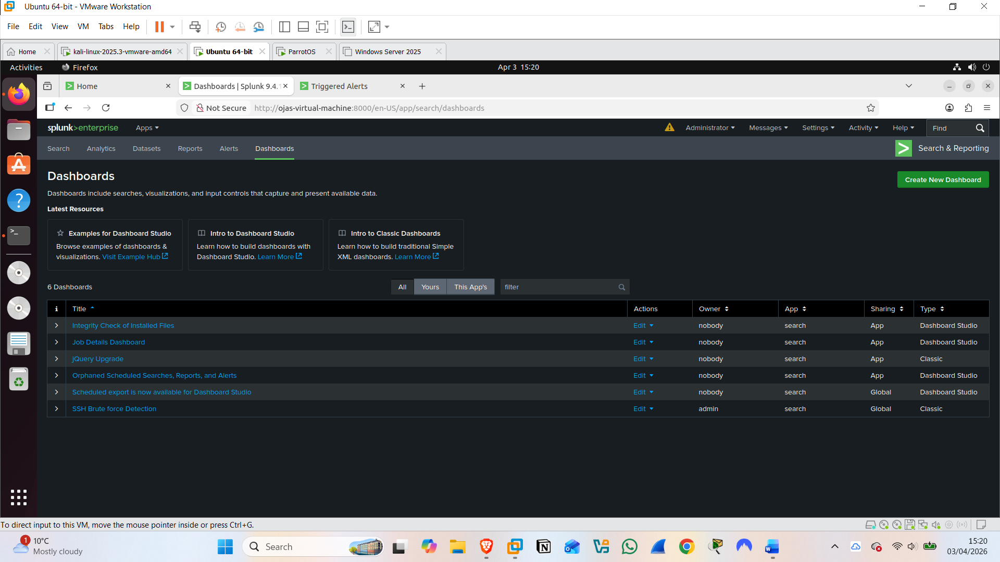 Ubuntu 64-bit - VMware Workstation
File Edit View VM Tabs Help
Home kali-linux-2025.3-vmware-amd64 Ubuntu 64-bit ParrotOS Windows Server 2025
Activities Firefox Apr 3 15:20
Home Dashboards | Splunk 9.4.1 Triggered Alerts
Not Secure http://ojas-virtual-machine:8000/en-US/app/search/dashboards
splunk>enterprise Apps Administrator Messages Settings Activity Help Find
Search Analytics Datasets Reports Alerts Dashboards Search & Reporting
Dashboards
Create New Dashboard
Dashboards include searches, visualizations, and input controls that capture and present available data.
Latest Resources
Examples for Dashboard Studio
Browse examples of dashboards &
visualizations. Visit Example Hub
Intro to Dashboard Studio
Learn how to build dashboards with
Dashboard Studio. Learn More
Intro to Classic Dashboards
Learn how to build traditional Simple
XML dashboards. Learn More
6 Dashboards All Yours This App's filter
i Title Actions Owner App Sharing Type
Integrity Check of Installed Files Edit nobody search App Dashboard Studio
Job Details Dashboard Edit nobody search App Dashboard Studio
jQuery Upgrade Edit nobody search App Classic
Orphaned Scheduled Searches, Reports, and Alerts Edit nobody search App Dashboard Studio
Scheduled export is now available for Dashboard Studio Edit nobody search Global Dashboard Studio
SSH Brute force Detection Edit admin search Global Classic
To direct input to this VM, move the mouse pointer inside or press Ctrl+G.
1 10°C
Mostly cloudy
Search
15:20
03/04/2026